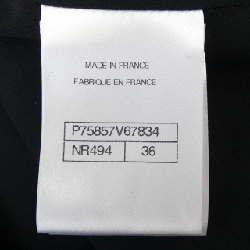 MADE IN FRANCE
FABRIQUE EN FRANCE
P75857V67834
NR494 36